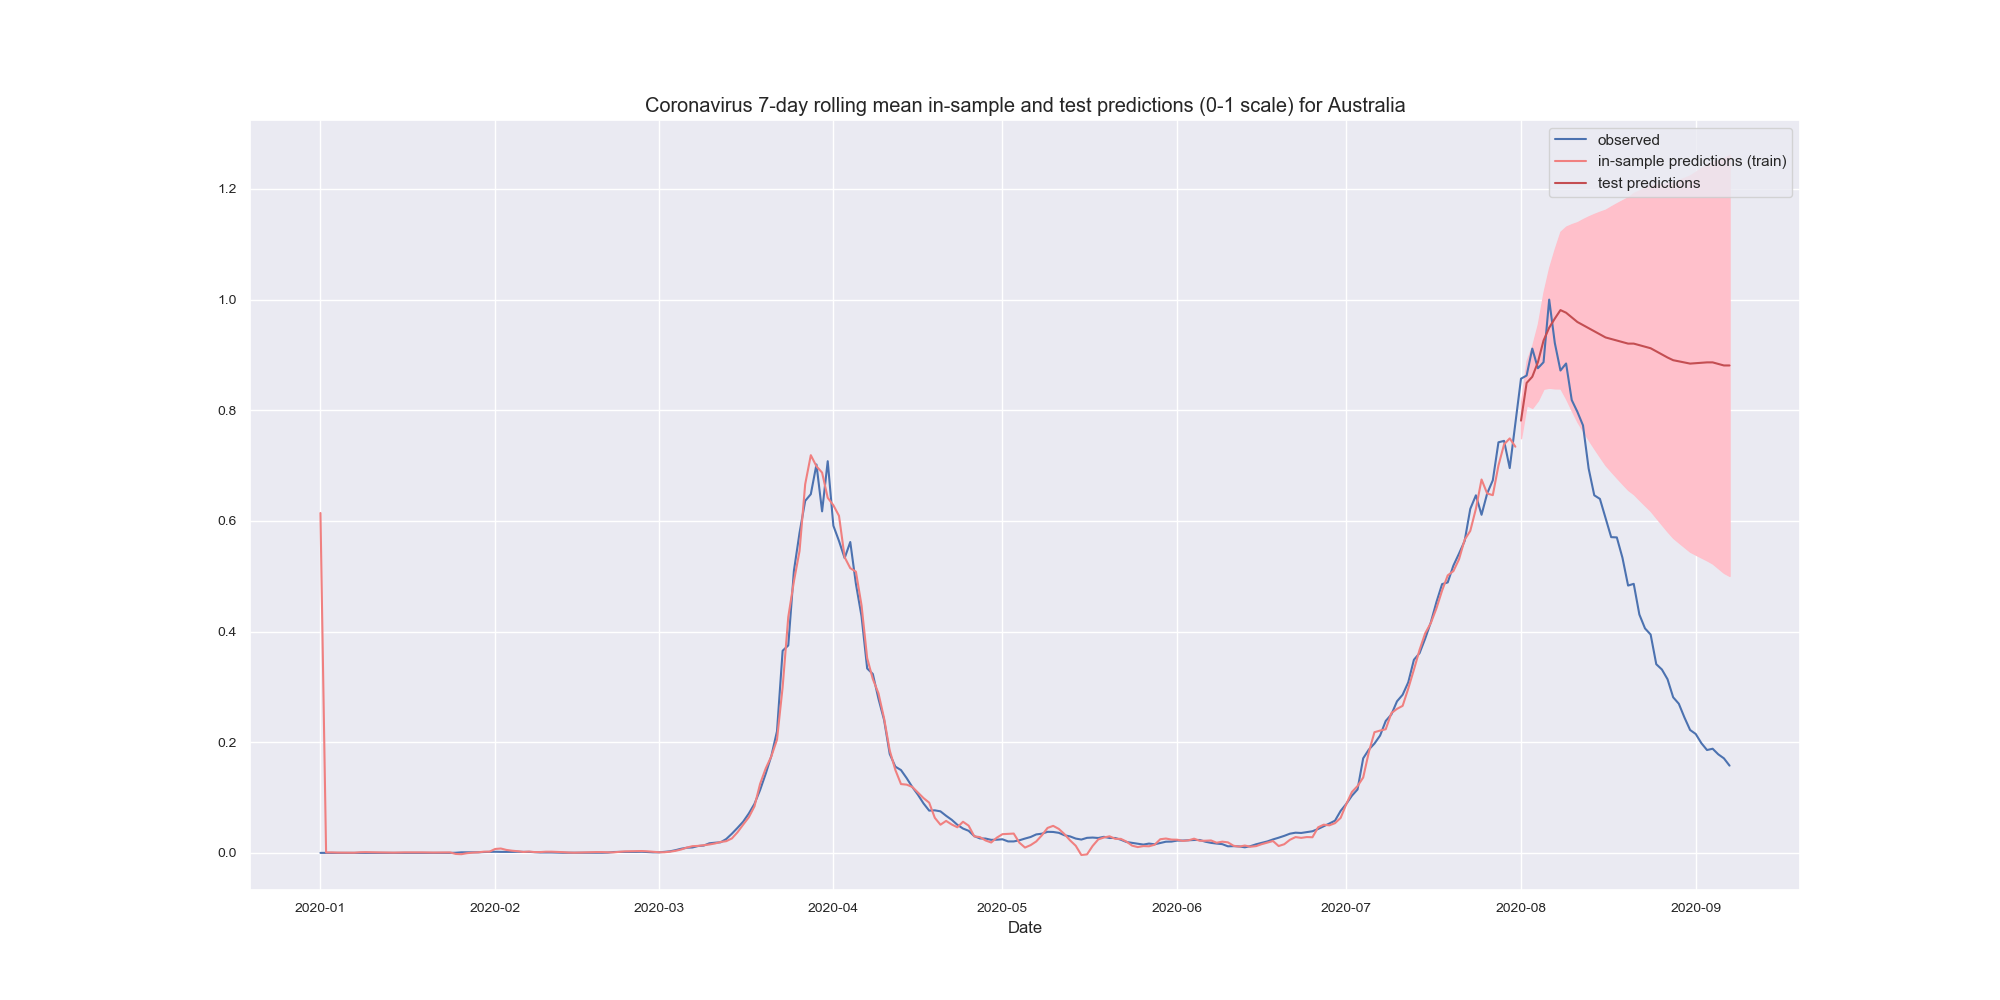 Coronavirus 7-day rolling mean in-sample and test predictions (0-1 scale) for Australia
observed
in-sample predictions (train)
test predictions
1.2
1.0
0.8
0.6
0.4
0.2
0.0
2020-01 2020-02 2020-03 2020-04 2020-05 2020-06 2020-07 2020-08 2020-09
Date